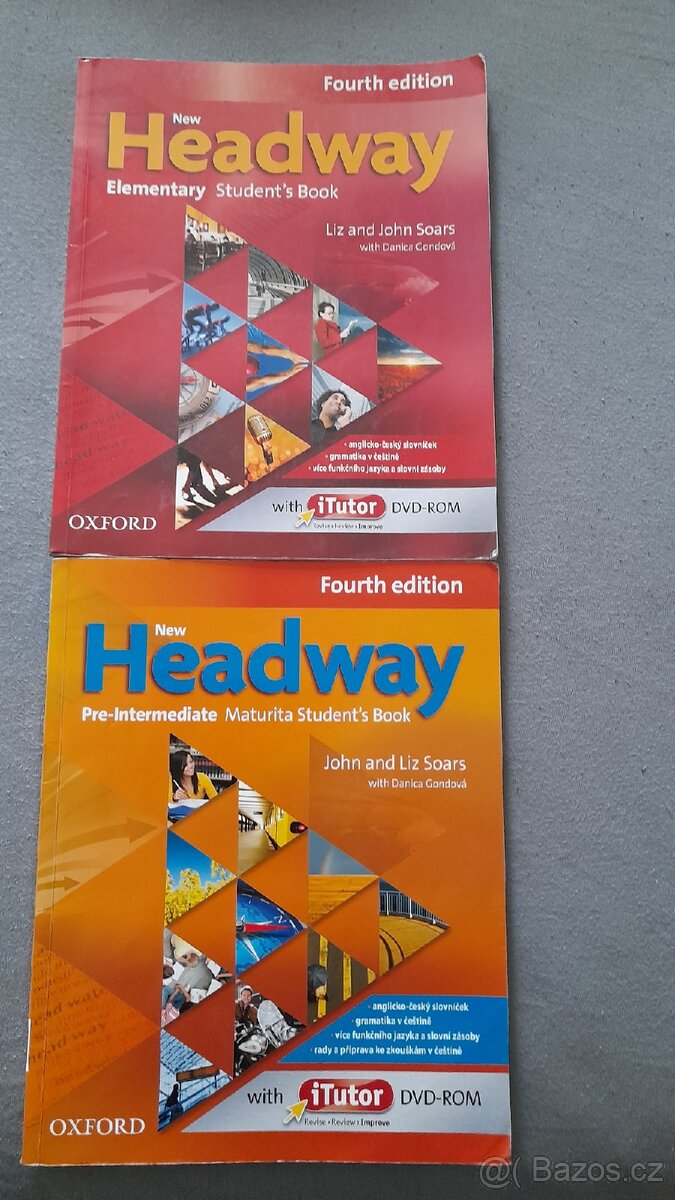 Fourth edition
New
Headway
Elementary Student's Book
Liz and John Soars
with Danica Gondová
· anglicko-český slovníček
· gramatika v češtině
· více funkčního jazyka a slovní zásoby
with iTutor DVD-ROM
Revise • Review • Improve
OXFORD
Fourth edition
New
Headway
Pre-Intermediate Maturita Student's Book
John and Liz Soars
with Danica Gondová
· anglicko-český slovníček
· gramatika v češtině
· více funkčního jazyka a slovní zásoby
· rady a příprava ke zkouškám v češtině
with iTutor DVD-ROM
Revise • Review • Improve
OXFORD
@( Bazos.cz